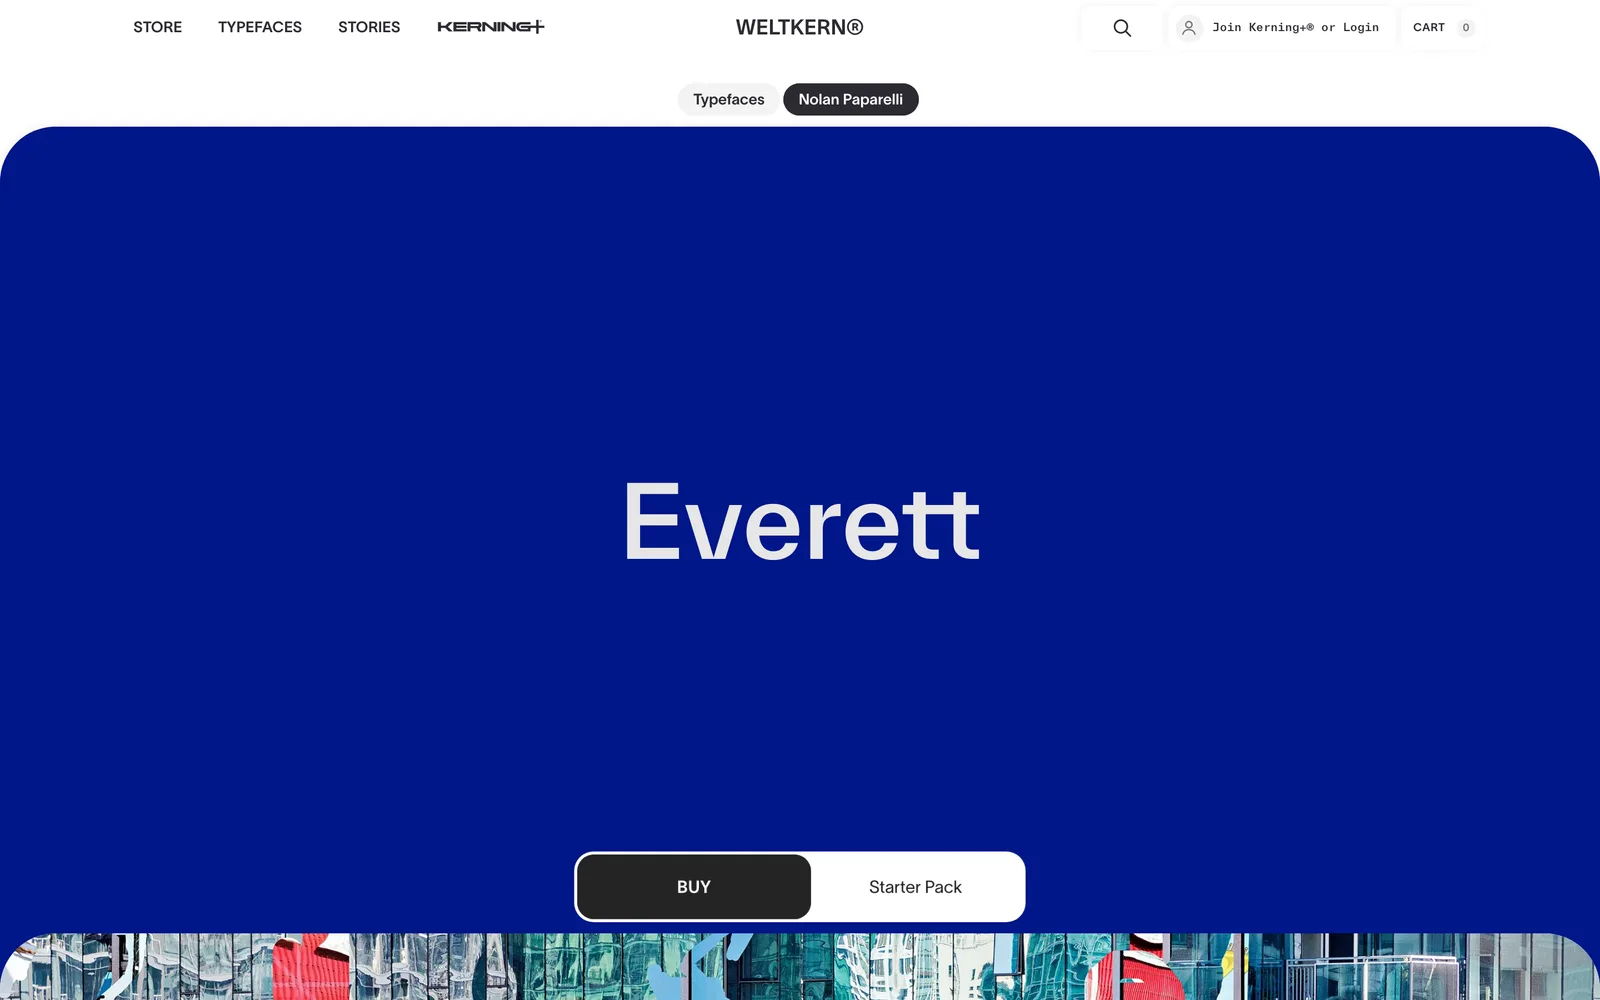 STORE TYPEFACES STORIES KERNING+ WELTKERN® Join Kerning+® or Login CART 0
Typefaces Nolan Paparelli
Everett
BUY Starter Pack